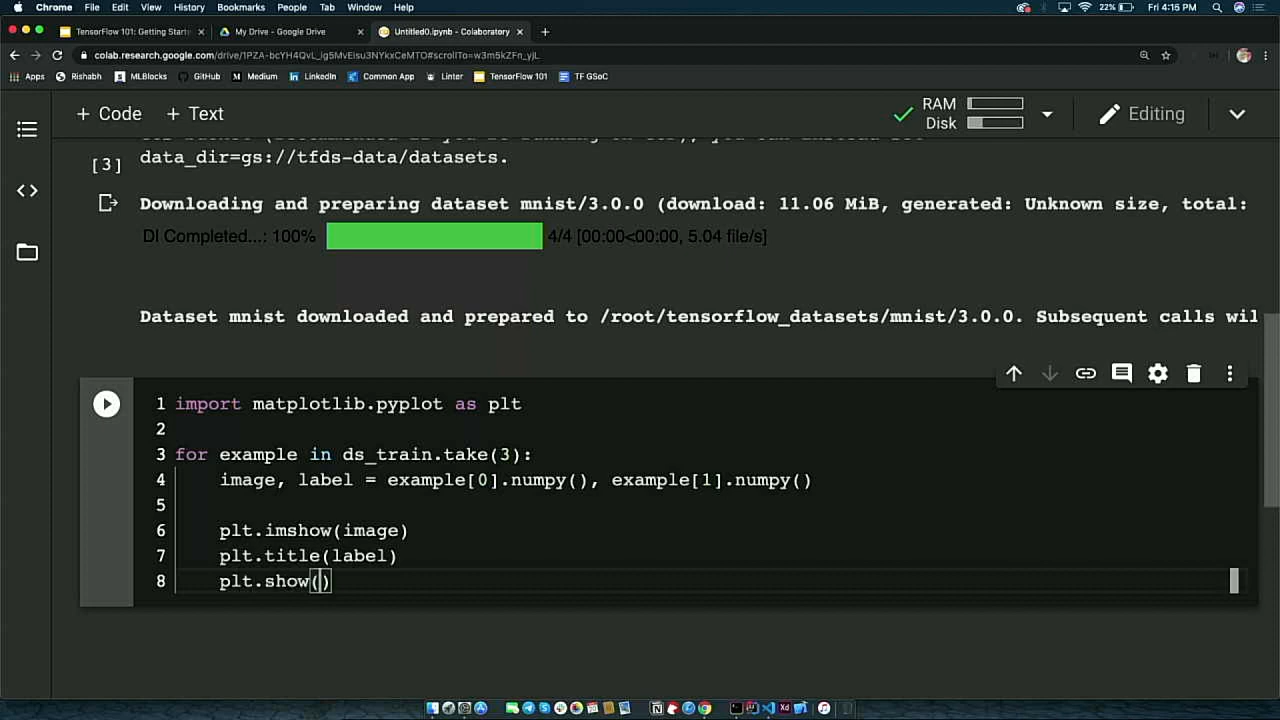 Chrome File Edit View History Bookmarks People Tab Window Help 22% Fri 4:15 PM
TensorFlow 101: Getting Starte My Drive - Google Drive Untitled0.ipynb - Colaboratory
colab.research.google.com
Apps Rishabh MLBlocks GitHub Medium LinkedIn Common App Linter TensorFlow 101 TF GSoC
+ Code + Text RAM Disk Editing
[3] data_dir=gs://tfds-data/datasets.
Downloading and preparing dataset mnist/3.0.0 (download: 11.06 MiB, generated: Unknown size, total:
Dl Completed...: 100% 4/4 [00:00<00:00, 5.04 file/s]
Dataset mnist downloaded and prepared to /root/tensorflow_datasets/mnist/3.0.0. Subsequent calls wil
1 import matplotlib.pyplot as plt
2
3 for example in ds_train.take(3):
4 image, label = example[0].numpy(), example[1].numpy()
5
6 plt.imshow(image)
7 plt.title(label)
8 plt.show()